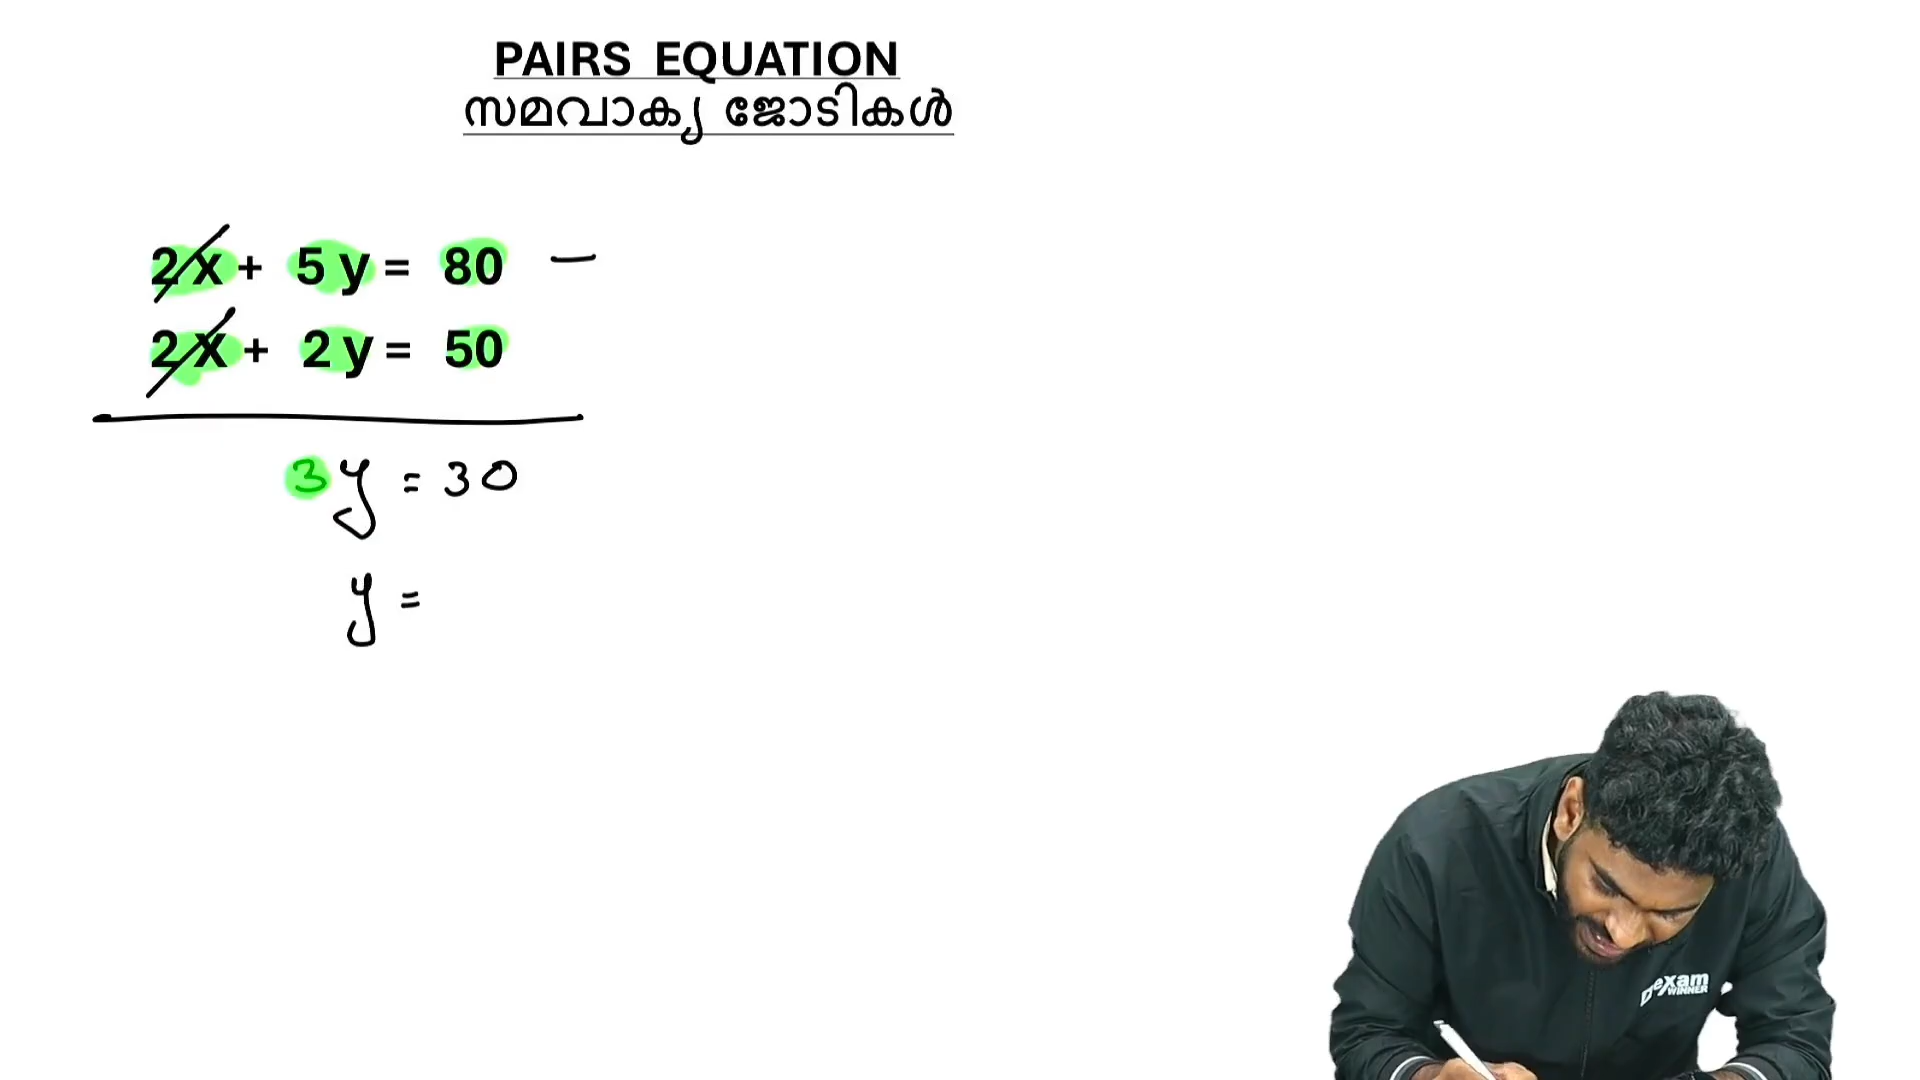 PAIRS EQUATION
സമവാക്യ ജോടികൾ
2x + 5y = 80 —
2x + 2y = 50
3y = 30
y =
exam
WINNER